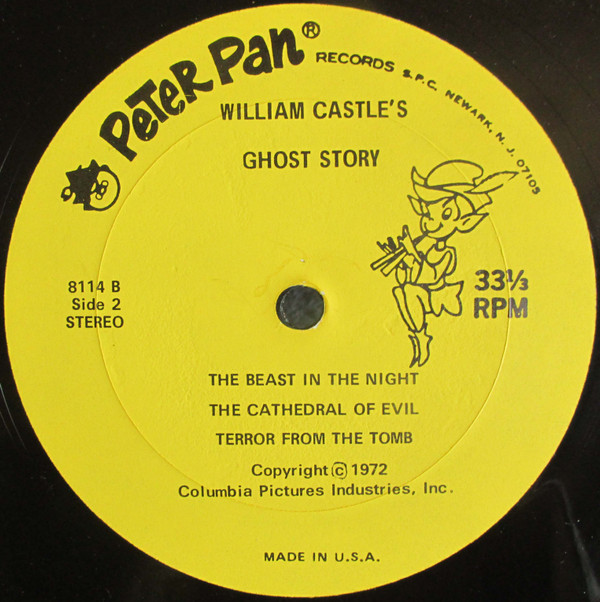 PETER PAN® RECORDS S.P.C. NEWARK, N. J. 07105
WILLIAM CASTLE'S
GHOST STORY
8114 B
Side 2
STEREO
33⅓
RPM
THE BEAST IN THE NIGHT
THE CATHEDRAL OF EVIL
TERROR FROM THE TOMB
Copyright © 1972
Columbia Pictures Industries, Inc.
MADE IN U.S.A.